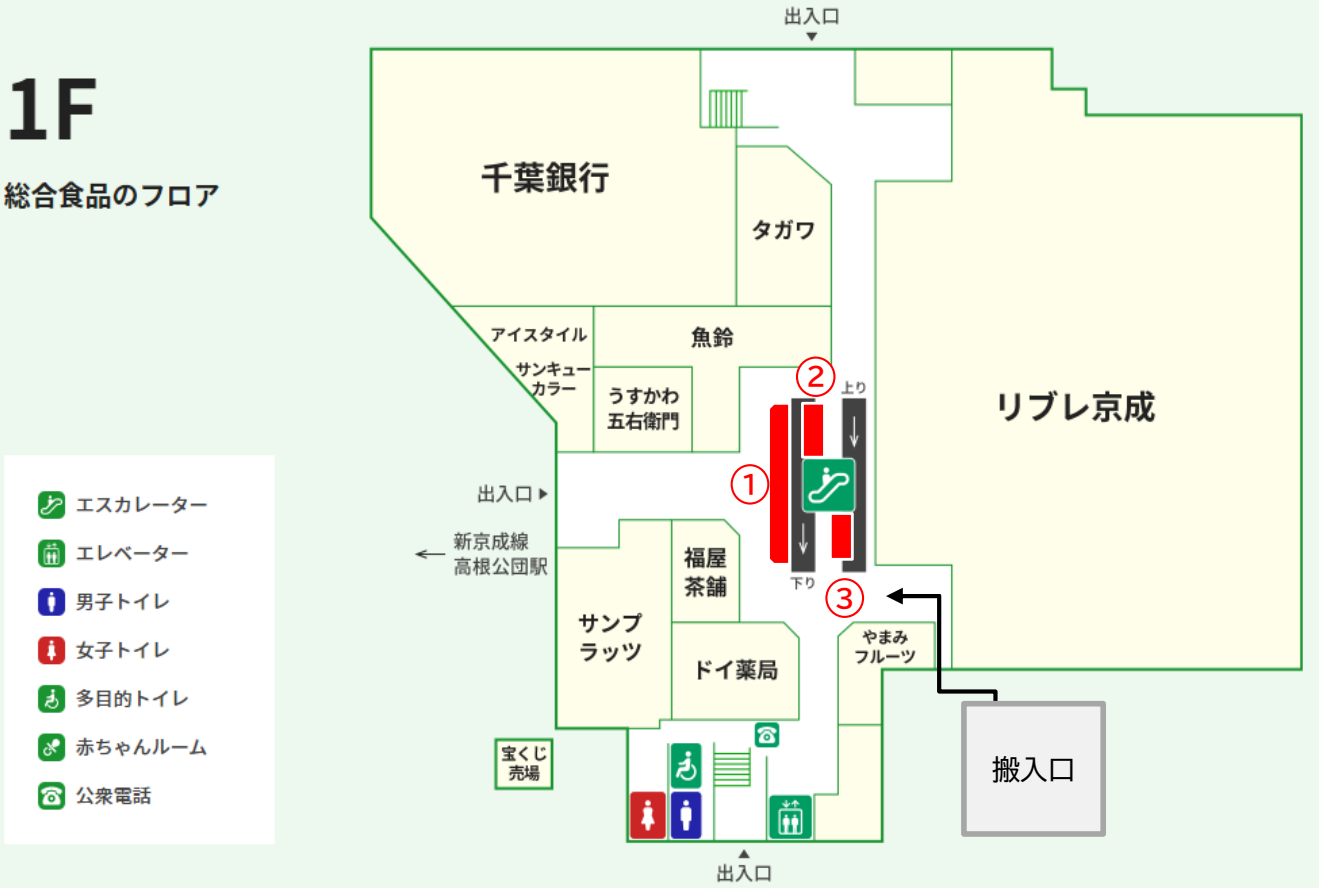 出入口
1F
総合食品のフロア
千葉銀行
タガワ
アイスタイル
サンキュー
カラー
魚鈴
うすかわ
五右衛門
②
上り
リブレ京成
①
出入口
新京成線
高根公団駅
下り
③
福屋
茶舗
サンプ
ラッツ
ドイ薬局
やまみ
フルーツ
宝くじ
売場
搬入口
出入口
エスカレーター
エレベーター
男子トイレ
女子トイレ
多目的トイレ
赤ちゃんルーム
公衆電話